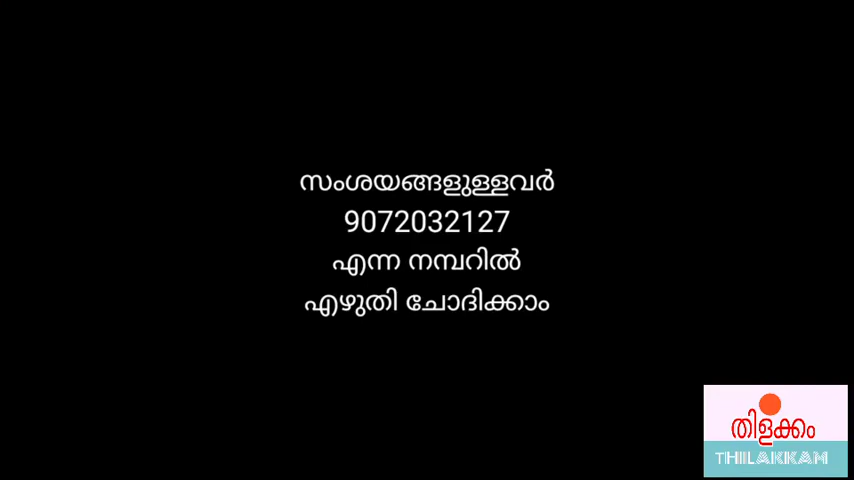 സംശയങ്ങളുള്ളവർ
9072032127
എന്ന നമ്പറിൽ
എഴുതി ചോദിക്കാം
തിളക്കം
THILAKKAM